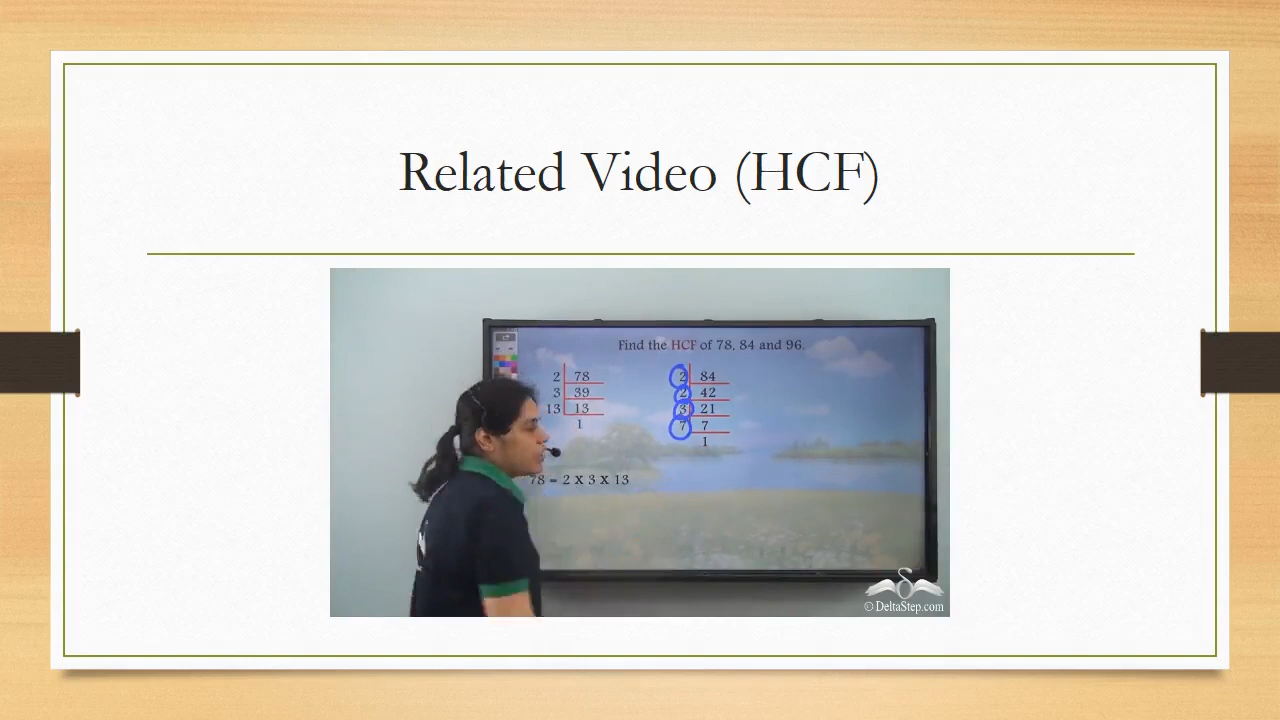 Related Video (HCF)
Find the HCF of 78, 84 and 96.
2 78
3 39
13 13
1
2 84
2 42
3 21
7 7
1
78 = 2 x 3 x 13
© DeltaStep.com